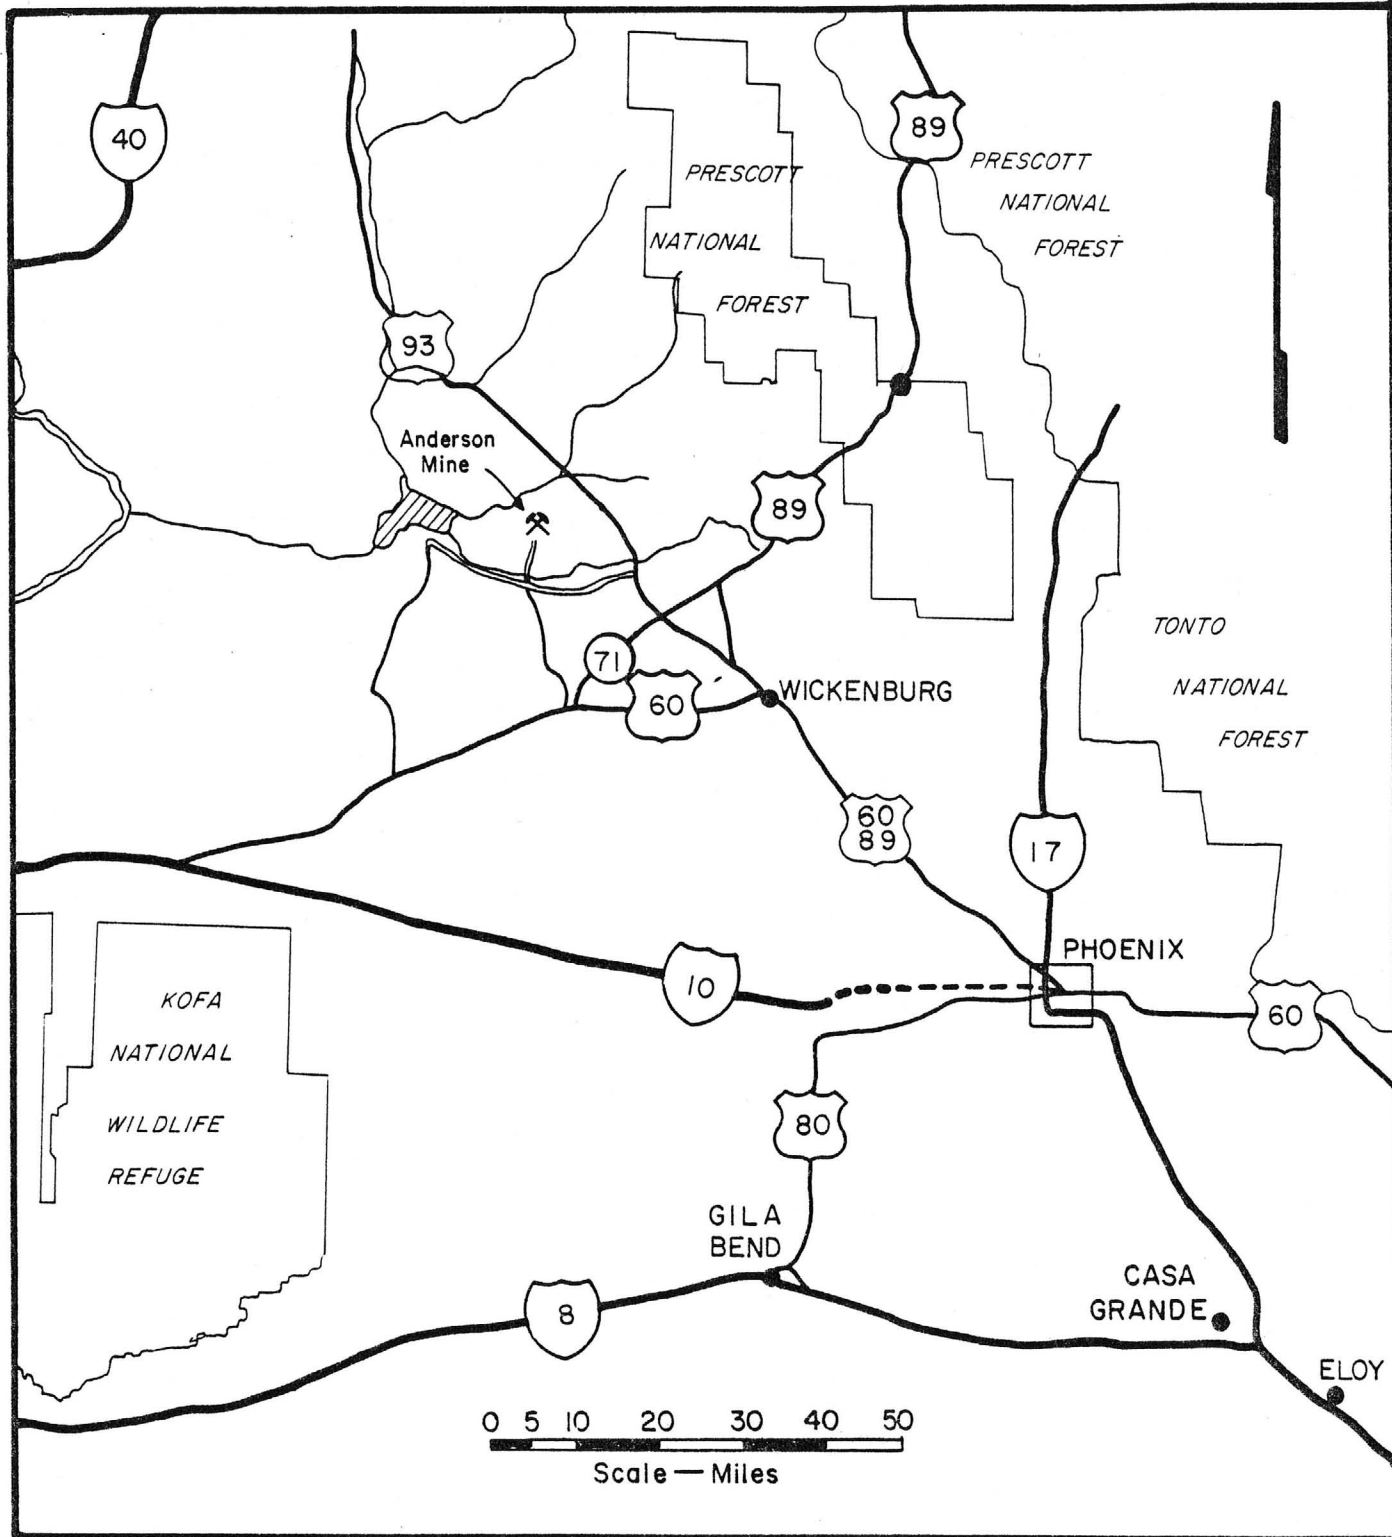 40
89
PRESCOTT
NATIONAL
FOREST
PRESCOTT
NATIONAL
FOREST
93
Anderson
Mine
89
TONTO
NATIONAL
FOREST
71
60
WICKENBURG
60
89
17
PHOENIX
10
60
KOFA
NATIONAL
WILDLIFE
REFUGE
80
GILA
BEND
8
CASA
GRANDE
ELOY
0 5 10 20 30 40 50
Scale — Miles